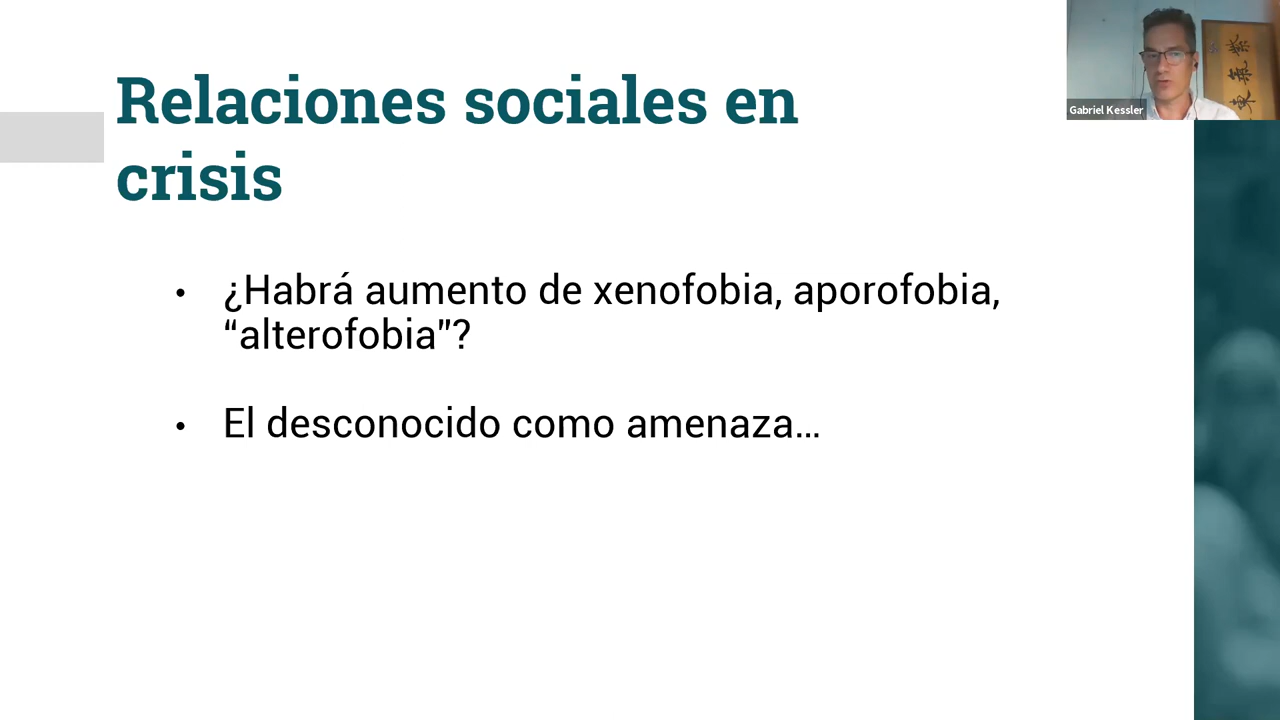 Relaciones sociales en
crisis
• ¿Habrá aumento de xenofobia, aporofobia,
“alterofobia”?
• El desconocido como amenaza...
Gabriel Kessler